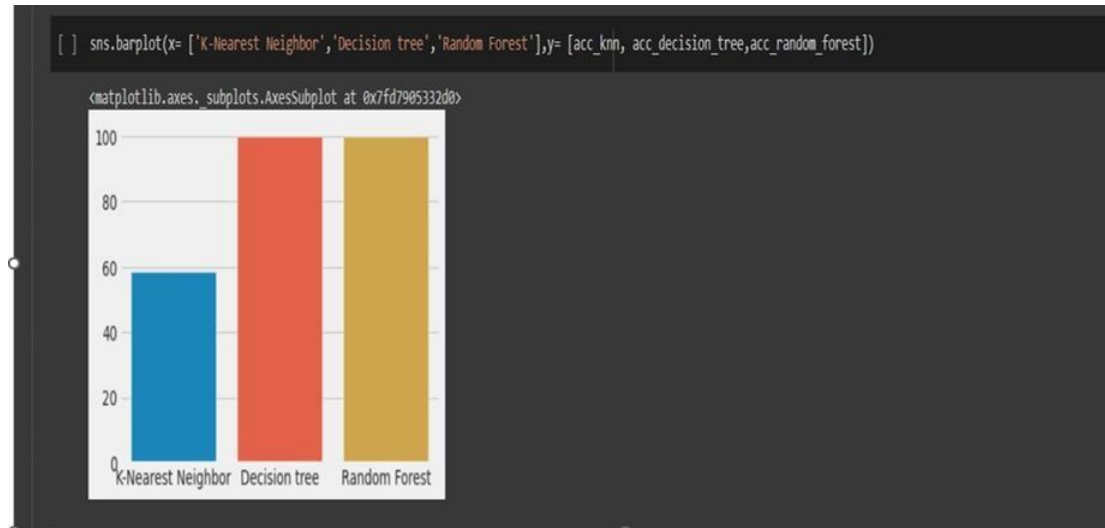 [ ] sns.barplot(x= ['K-Nearest Neighbor','Decision tree','Random Forest'],y= [acc_knn, acc_decision_tree,acc_random_forest])
<matplotlib.axes._subplots.AxesSubplot at 0x7fd7905332d0>
100
80
60
40
20
0
K-Nearest Neighbor Decision tree Random Forest